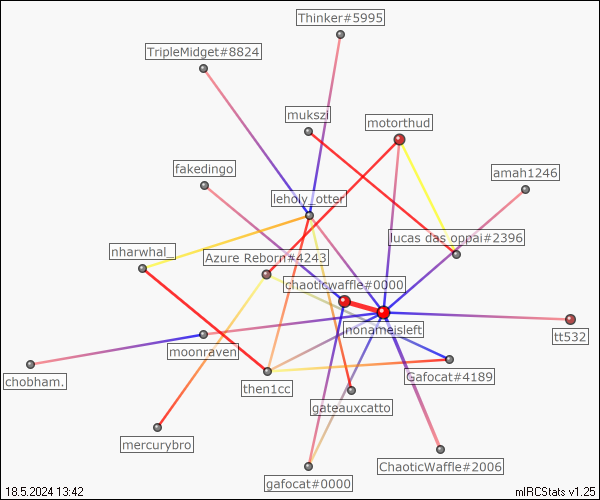 Thinker#5995
TripleMidget#8824
mukszi
motorthud
fakedingo
amah1246
leholy_otter
lucas das oppai#2396
nharwhal_
Azure Reborn#4243
chaoticwaffle#0000
nonameisleft
tt532
moonraven
Gafocat#4189
chobham.
then1cc
gateauxcatto
mercurybro
ChaoticWaffle#2006
gafocat#0000
18.5.2024 13:42
mIRCStats v1.25